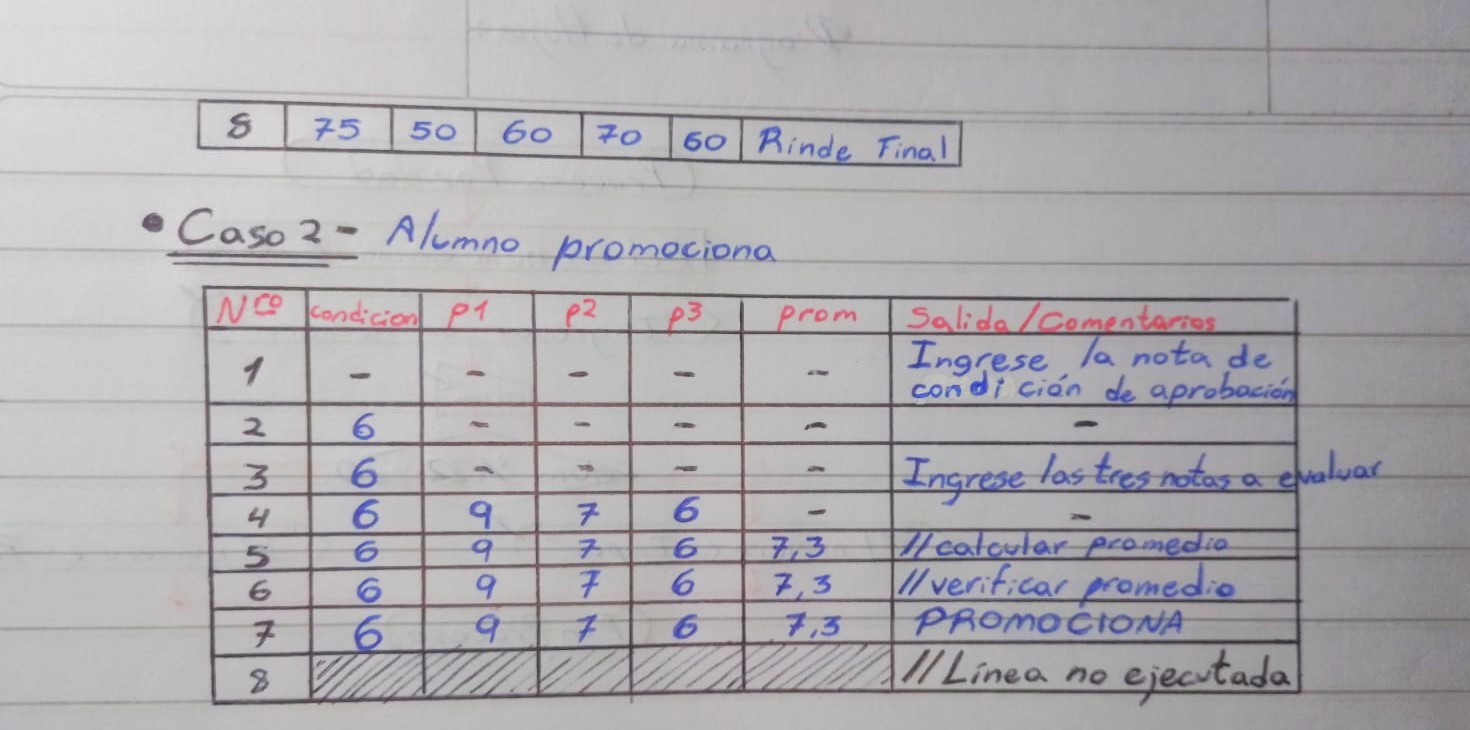 8 75 50 60 70 60 Rinde Final
• Caso 2 - Alumno promociona
Nro condicion P1 P2 P3 prom Salida/Comentarios
1 - - - - - Ingrese la nota de
condición de aprobación
2 6 - - - - -
3 6 - - - - Ingrese las tres notas a evaluar
4 6 9 7 6 - -
5 6 9 7 6 7,3 //calcular promedio
6 6 9 7 6 7,3 //verificar promedio
7 6 9 7 6 7,3 PROMOCIONA
8 //Línea no ejecutada